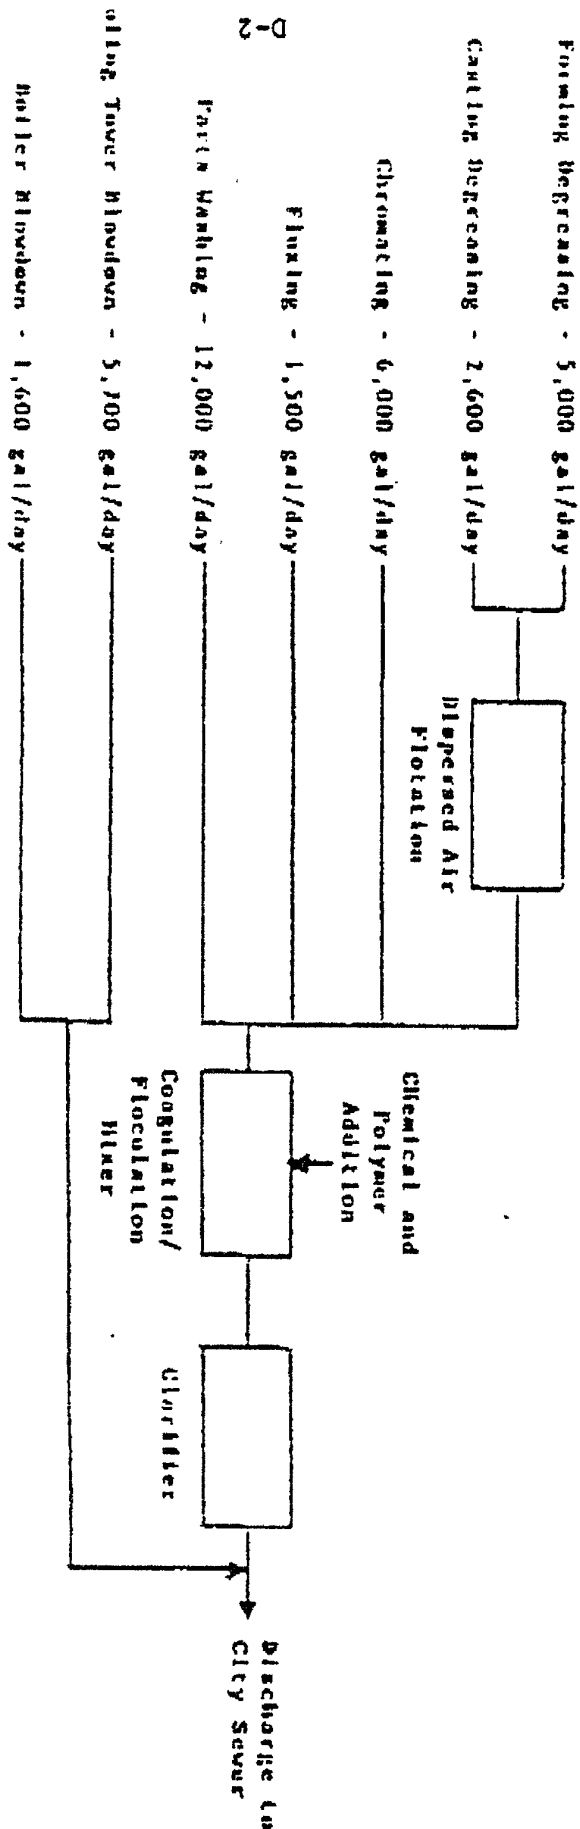 Forming Degreasing - 5,000 gal/day
Casting Degreasing - 2,600 gal/day
Chromating - 6,000 gal/day
Fluxing - 1,500 gal/day
Parts Washing - 12,000 gal/day
oling Tower Blowdown - 5,700 gal/day
Boiler Blowdown - 1,600 gal/day
Dispersed Air
Flotation
Chemical and
Polymer
Addition
Coagulation/
Floculation
Mixer
Clarifier
Discharge to
City Sewer
D-2